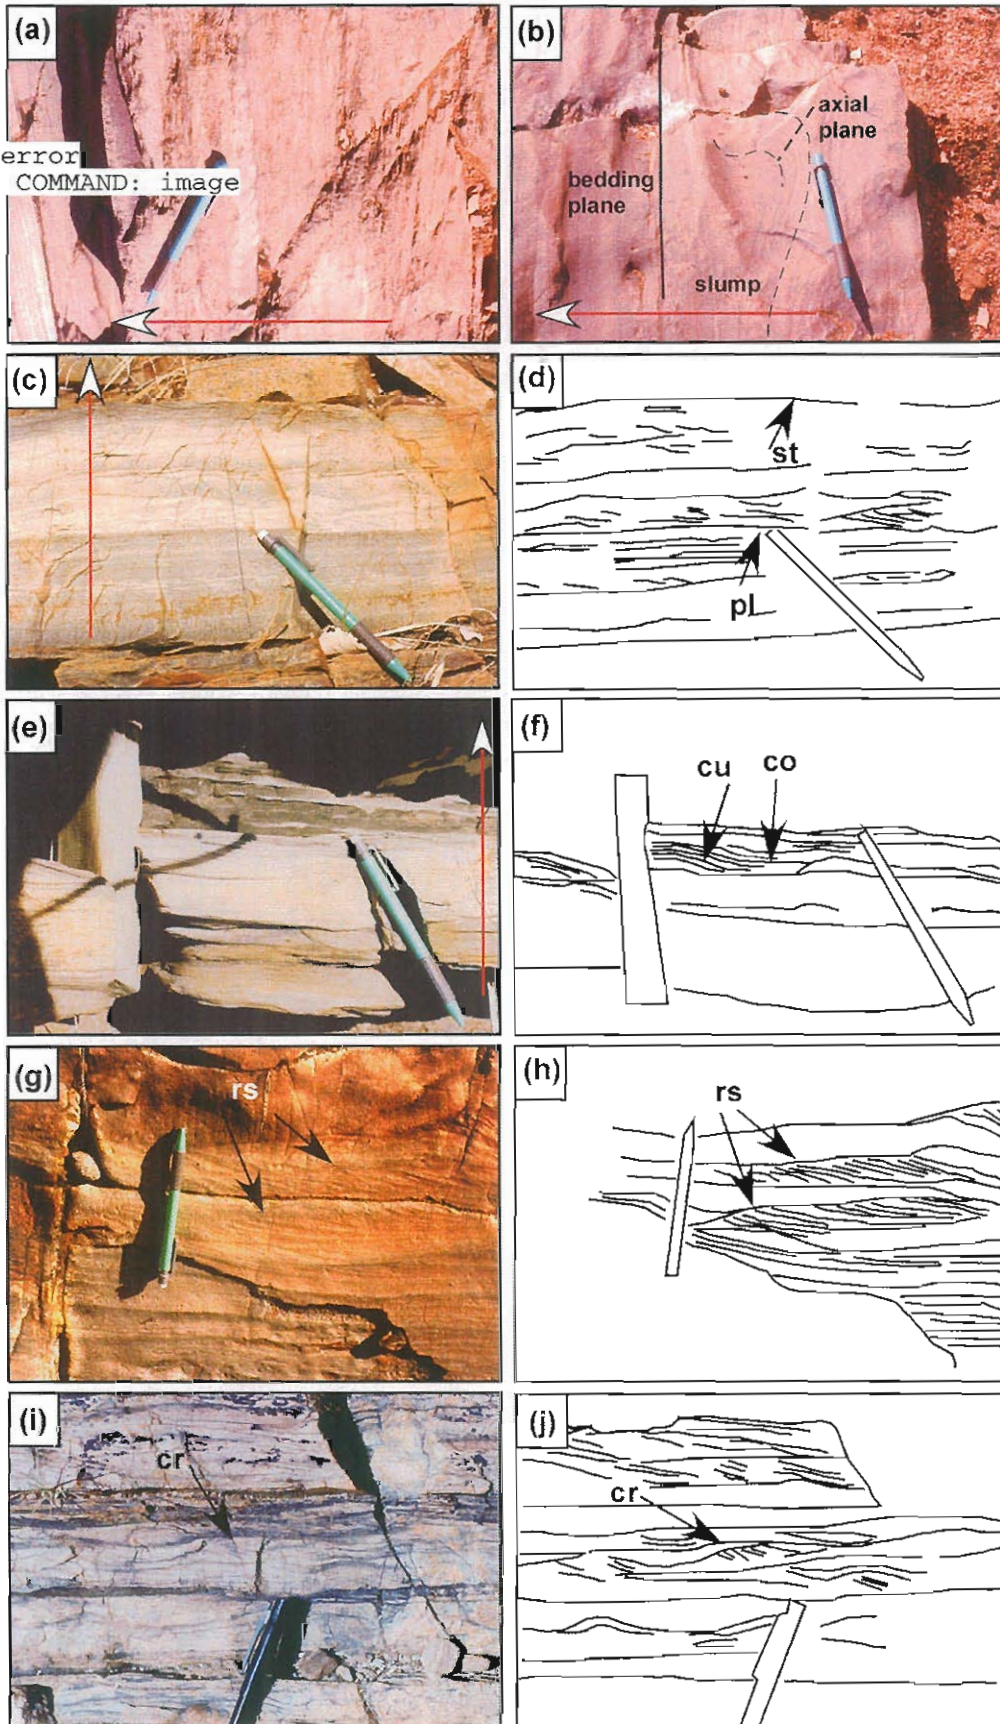 (a)
error
COMMAND: image
(b)
axial
plane
bedding
plane
slump
(c)
(d)
st
pl
(e)
(f)
cu
co
(g)
rs
(h)
rs
(i)
cr
(j)
cr